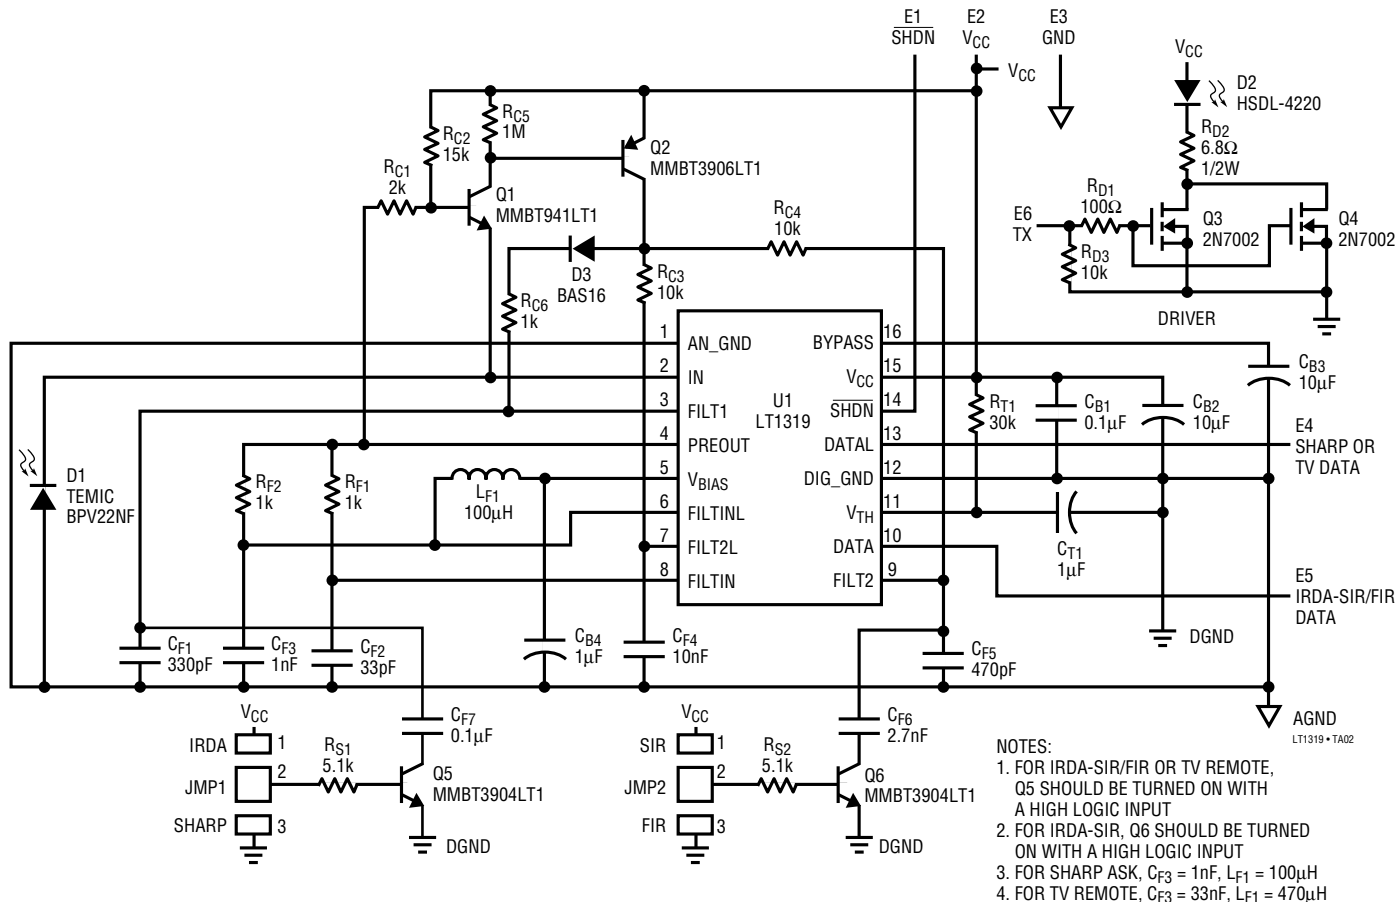 E1
SHDN
E2
VCC
E3
GND
VCC
VCC
D2
HSDL-4220
RD2
6.8Ω
1/2W
RC5
1M
RC2
15k
RC1
2k
Q1
MMBT941LT1
Q2
MMBT3906LT1
RC4
10k
RD1
100Ω
E6
TX
RD3
10k
Q3
2N7002
Q4
2N7002
DRIVER
D3
BAS16
RC3
10k
RC6
1k
1
AN_GND
2
IN
3
FILT1
4
PREOUT
5
VBIAS
6
FILTINL
7
FILT2L
8
FILTIN
U1
LT1319
BYPASS
16
VCC
15
SHDN
14
DATAL
13
DIG_GND
12
VTH
11
DATA
10
FILT2
9
RT1
30k
CB1
0.1µF
CB2
10µF
CB3
10µF
E4
SHARP OR
TV DATA
CT1
1µF
E5
IRDA-SIR/FIR
DATA
DGND
D1
TEMIC
BPV22NF
RF2
1k
RF1
1k
LF1
100µH
CF1
330pF
CF3
1nF
CF2
33pF
CB4
1µF
CF4
10nF
CF5
470pF
AGND
LT1319 • TA02
VCC
IRDA
1
JMP1
2
SHARP
3
RS1
5.1k
CF7
0.1µF
Q5
MMBT3904LT1
DGND
VCC
SIR
1
JMP2
2
FIR
3
RS2
5.1k
CF6
2.7nF
Q6
MMBT3904LT1
DGND
NOTES:
1. FOR IRDA-SIR/FIR OR TV REMOTE,
Q5 SHOULD BE TURNED ON WITH
A HIGH LOGIC INPUT
2. FOR IRDA-SIR, Q6 SHOULD BE TURNED
ON WITH A HIGH LOGIC INPUT
3. FOR SHARP ASK, CF3 = 1nF, LF1 = 100µH
4. FOR TV REMOTE, CF3 = 33nF, LF1 = 470µH